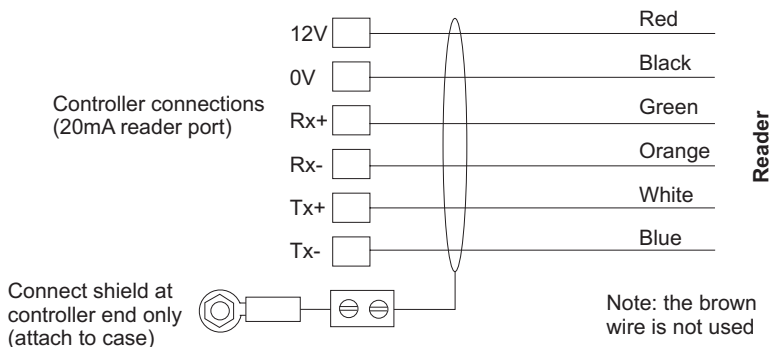 12V
Red
0V
Black
Controller connections
(20mA reader port)
Rx+
Green
Rx-
Orange
Tx+
White
Tx-
Blue
Reader
Connect shield at
controller end only
(attach to case)
Note: the brown
wire is not used